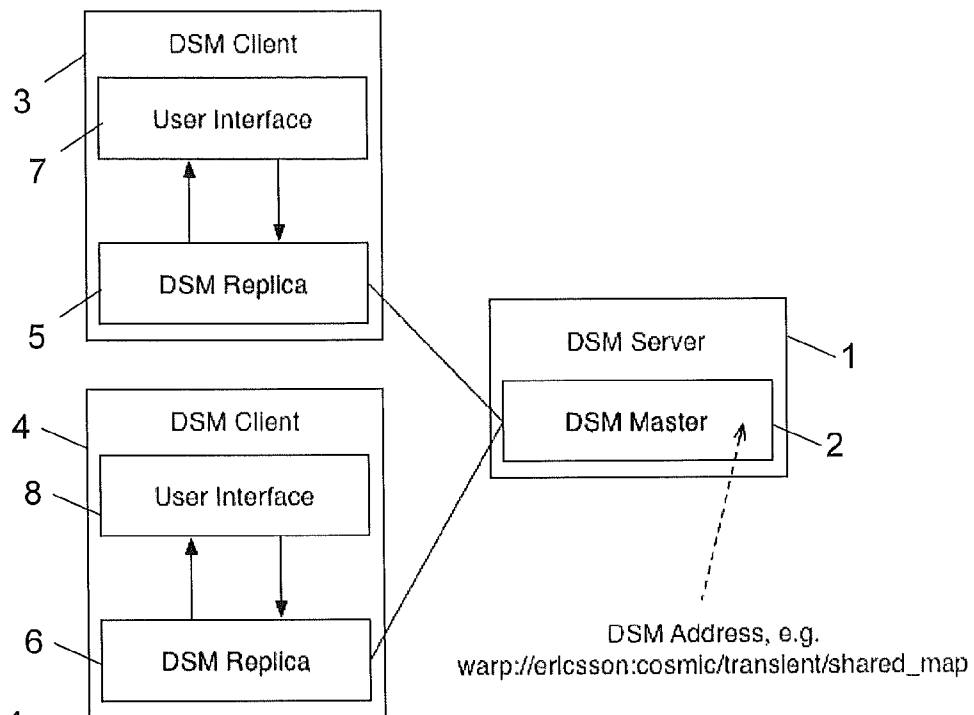 DSM Client
3
User Interface
7
DSM Replica
5
DSM Server
1
DSM Master
2
DSM Client
4
User Interface
8
DSM Replica
6
DSM Address, e.g.
warp://ericsson:cosmic/transient/shared_map